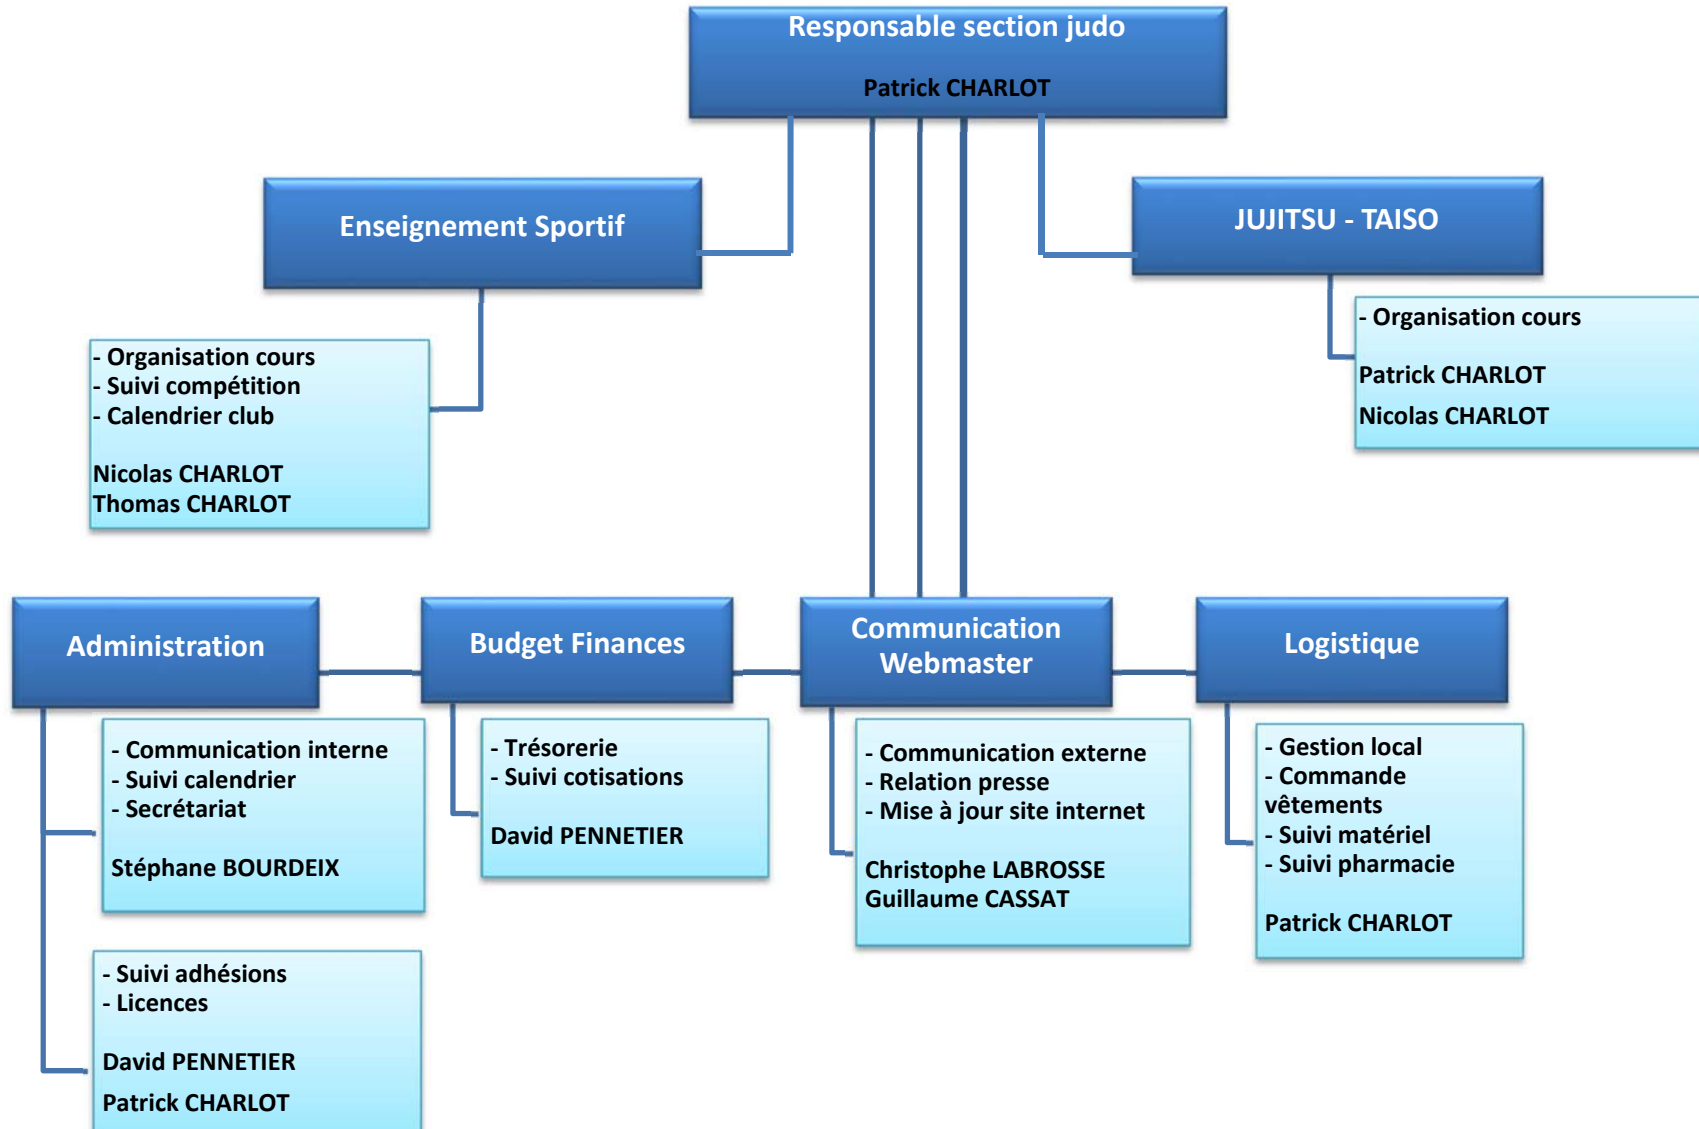 Responsable section judo
Patrick CHARLOT
Enseignement Sportif
JUJITSU - TAISO
- Organisation cours
- Suivi compétition
- Calendrier club
Nicolas CHARLOT
Thomas CHARLOT
- Organisation cours
Patrick CHARLOT
Nicolas CHARLOT
Administration
Budget Finances
Communication
Webmaster
Logistique
- Communication interne
- Suivi calendrier
- Secrétariat
Stéphane BOURDEIX
- Suivi adhésions
- Licences
David PENNETIER
Patrick CHARLOT
- Trésorerie
- Suivi cotisations
David PENNETIER
- Communication externe
- Relation presse
- Mise à jour site internet
Christophe LABROSSE
Guillaume CASSAT
- Gestion local
- Commande
vêtements
- Suivi matériel
- Suivi pharmacie
Patrick CHARLOT